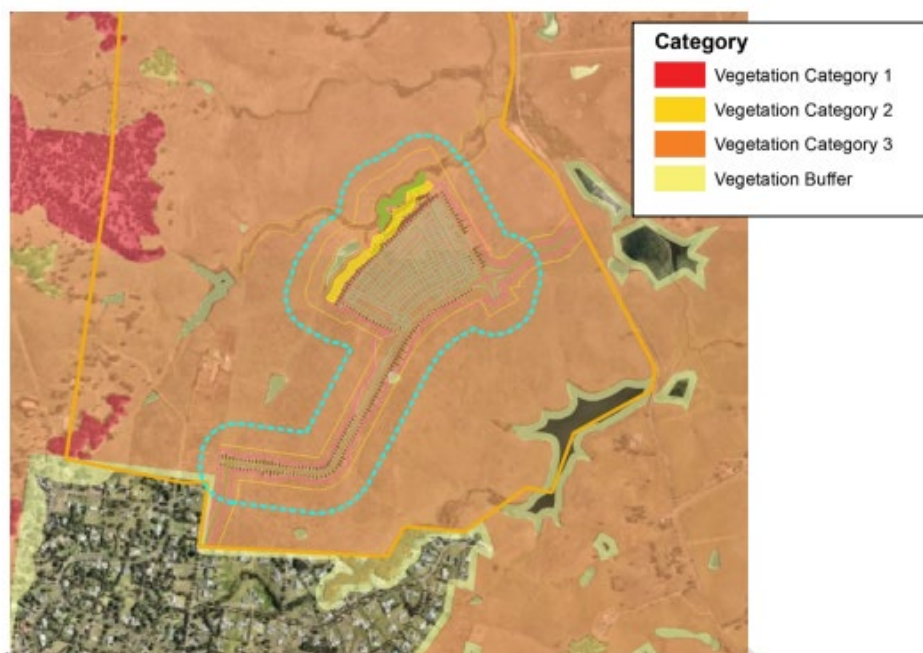 Category
Vegetation Category 1
Vegetation Category 2
Vegetation Category 3
Vegetation Buffer